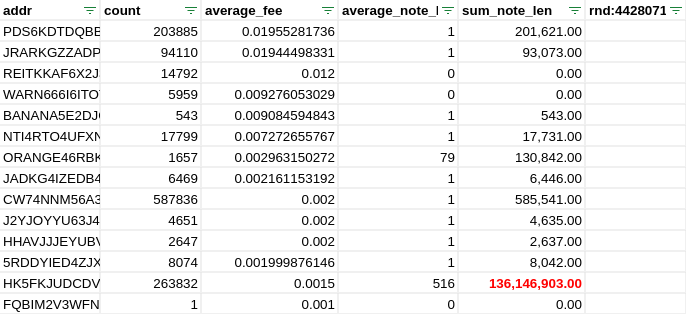 addr count average_fee average_note_l sum_note_len rnd:4428071
PDS6KDTDQBE 203885 0.01955281736 1 201,621.00
JRARKGZZADP 94110 0.01944498331 1 93,073.00
REITKKAF6X2J 14792 0.012 0 0.00
WARN666I6ITO 5959 0.009276053029 0 0.00
BANANA5E2DJ 543 0.009084594843 1 543.00
NTI4RTO4UFXN 17799 0.007272655767 1 17,731.00
ORANGE46RBK 1657 0.002963150272 79 130,842.00
JADKG4IZEDB4 6469 0.002161153192 1 6,446.00
CW74NNM56A3 587836 0.002 1 585,541.00
J2YJOYYU63J4 4651 0.002 1 4,635.00
HHAVJJJEYUBV 2647 0.002 1 2,637.00
5RDDYIED4ZJX 8074 0.001999876146 1 8,042.00
HK5FKJUDCDV 263832 0.0015 516 136,146,903.00
FQBIM2V3WFN 1 0.001 0 0.00